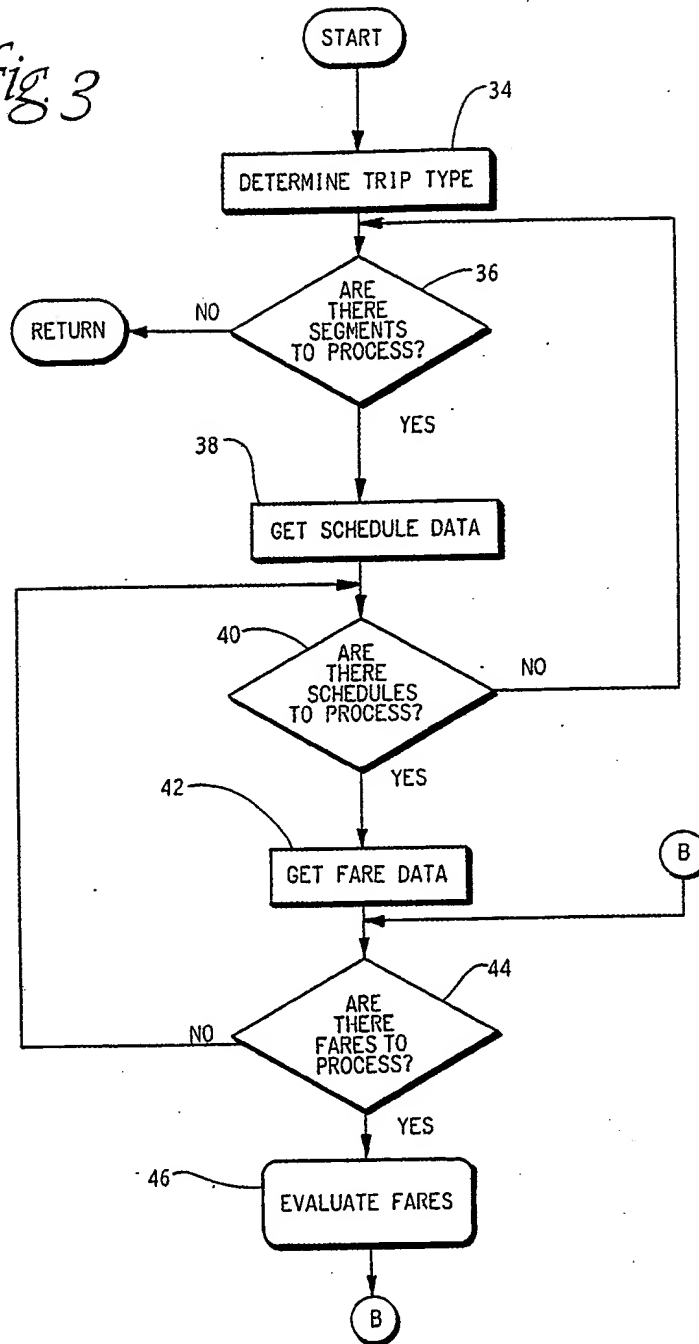 Fig. 3
START
34
DETERMINE TRIP TYPE
36
ARE
THERE
SEGMENTS
TO PROCESS?
NO
RETURN
YES
38
GET SCHEDULE DATA
40
ARE
THERE
SCHEDULES
TO PROCESS?
NO
YES
42
GET FARE DATA
B
44
ARE
THERE
FARES TO
PROCESS?
NO
YES
46
EVALUATE FARES
B